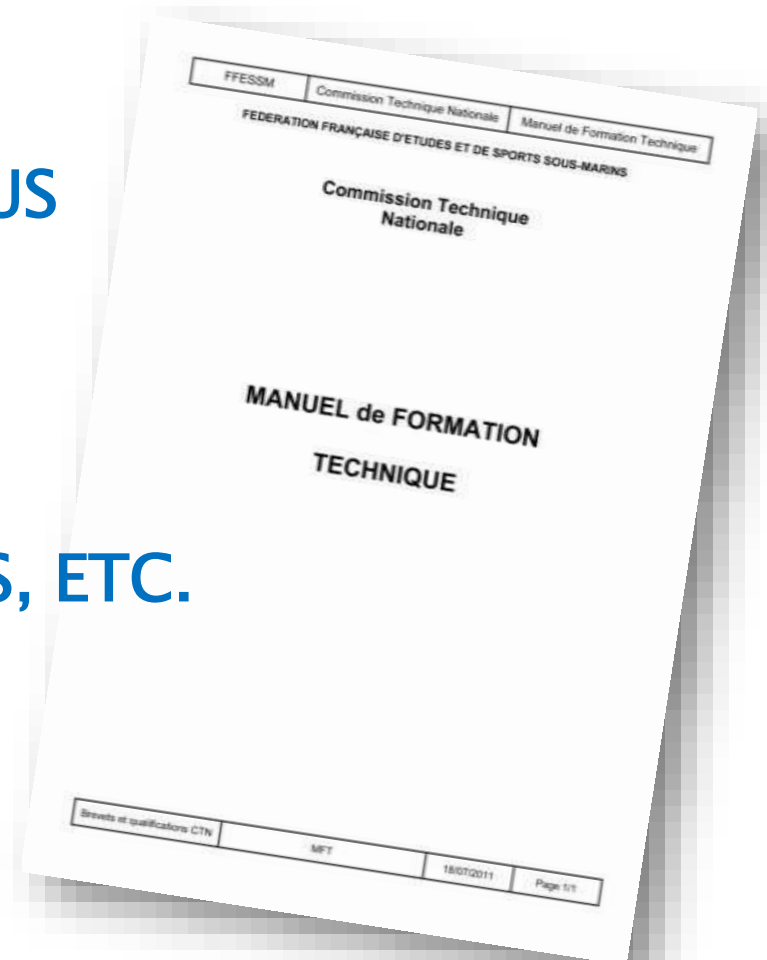 US
S, ETC.
FFESSM Commission Technique Nationale Manuel de Formation Technique
FEDERATION FRANÇAISE D'ETUDES ET DE SPORTS SOUS-MARINS
Commission Technique
Nationale
MANUEL de FORMATION
TECHNIQUE
Brevets et qualifications CTN MFT 18/07/2011 Page 1/1